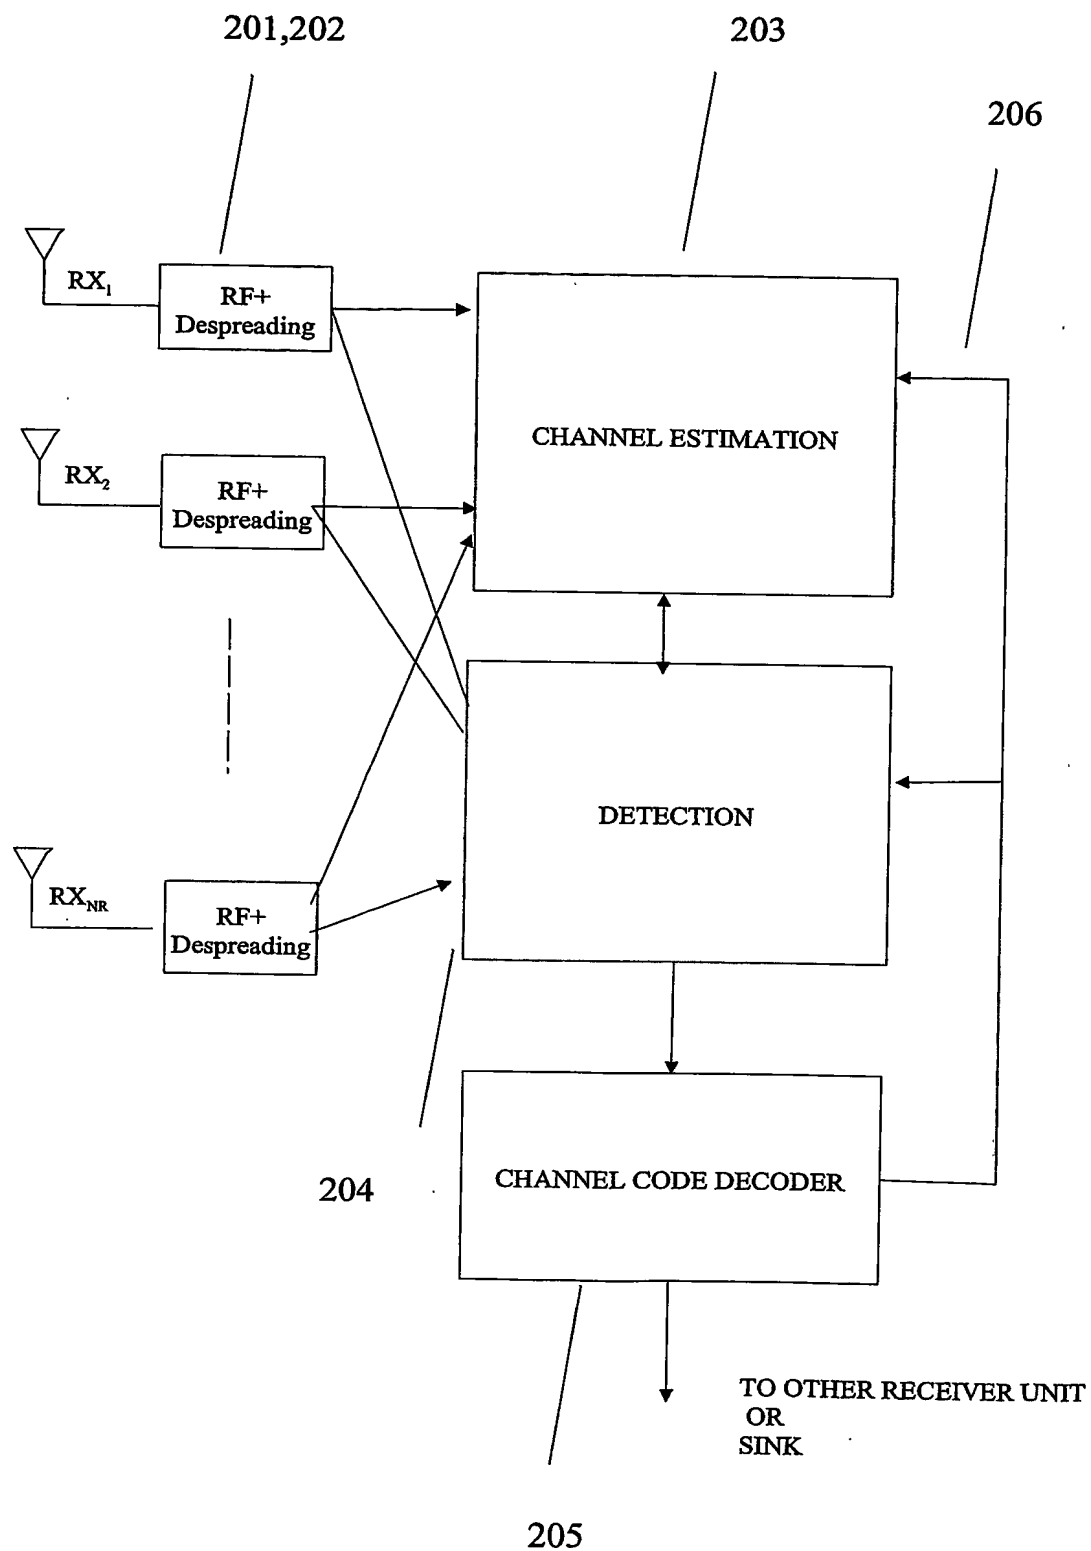 201,202
203
206
RX1
RF+
Despreading
CHANNEL ESTIMATION
RX2
RF+
Despreading
DETECTION
RXNR
RF+
Despreading
204
CHANNEL CODE DECODER
TO OTHER RECEIVER UNIT
OR
SINK
205